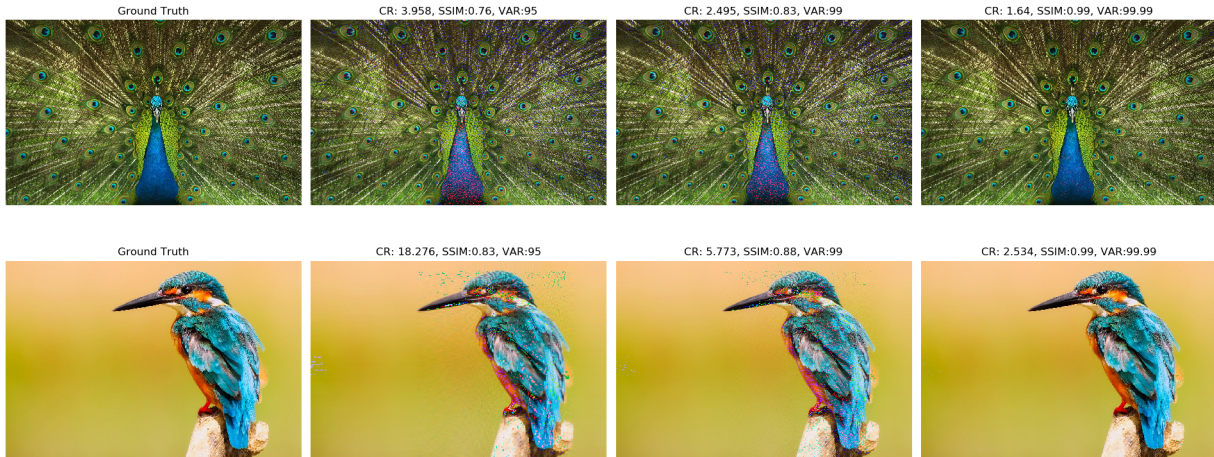 Ground Truth
CR: 3.958, SSIM:0.76, VAR:95
CR: 2.495, SSIM:0.83, VAR:99
CR: 1.64, SSIM:0.99, VAR:99.99
Ground Truth
CR: 18.276, SSIM:0.83, VAR:95
CR: 5.773, SSIM:0.88, VAR:99
CR: 2.534, SSIM:0.99, VAR:99.99